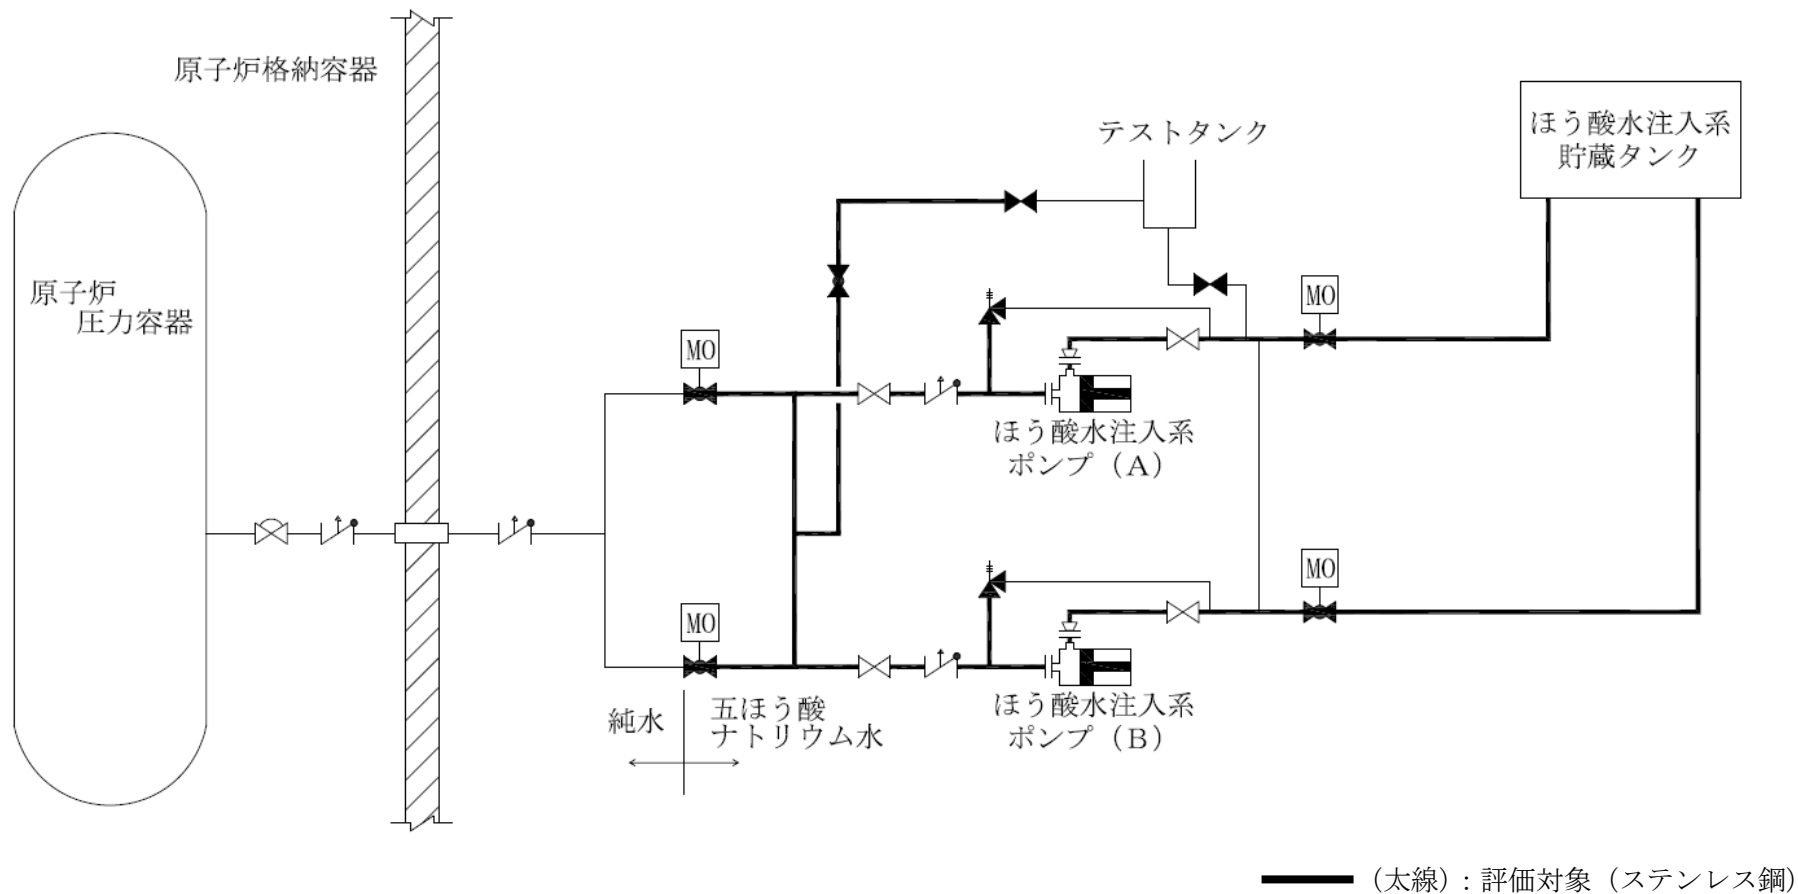 原子炉格納容器
テストタンク
ほう酸水注入系
貯蔵タンク
原子炉
圧力容器
MO
MO
ほう酸水注入系
ポンプ（A）
MO
MO
ほう酸水注入系
ポンプ（B）
純水
五ほう酸
ナトリウム水
（太線）：評価対象（ステンレス鋼）